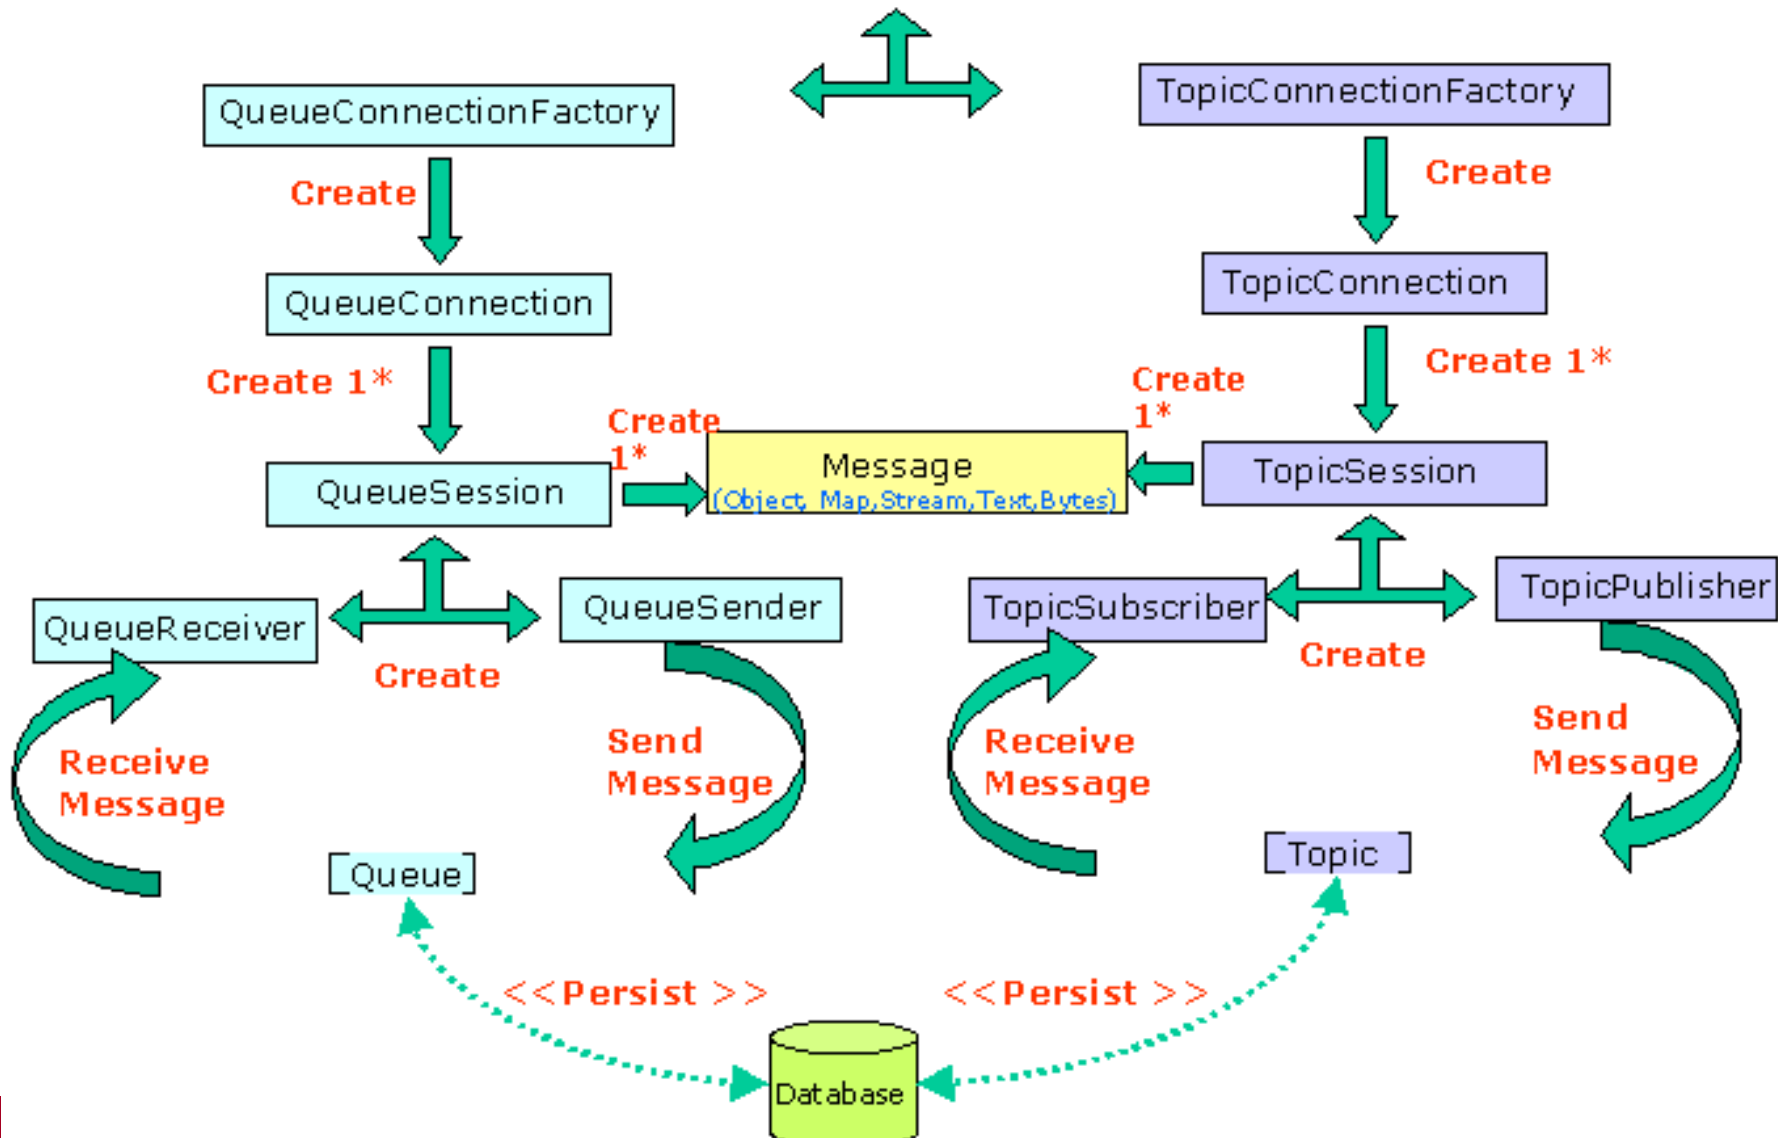 QueueConnectionFactory
TopicConnectionFactory
Create
Create
QueueConnection
TopicConnection
Create 1*
Create 1*
Create
1*
Create
1*
QueueSession
Message
(Object, Map,Stream,Text,Bytes)
TopicSession
QueueReceiver
QueueSender
TopicSubscriber
TopicPublisher
Create
Create
Receive
Message
Send
Message
Receive
Message
Send
Message
[Queue]
[Topic]
<<Persist >>
<<Persist >>
Database